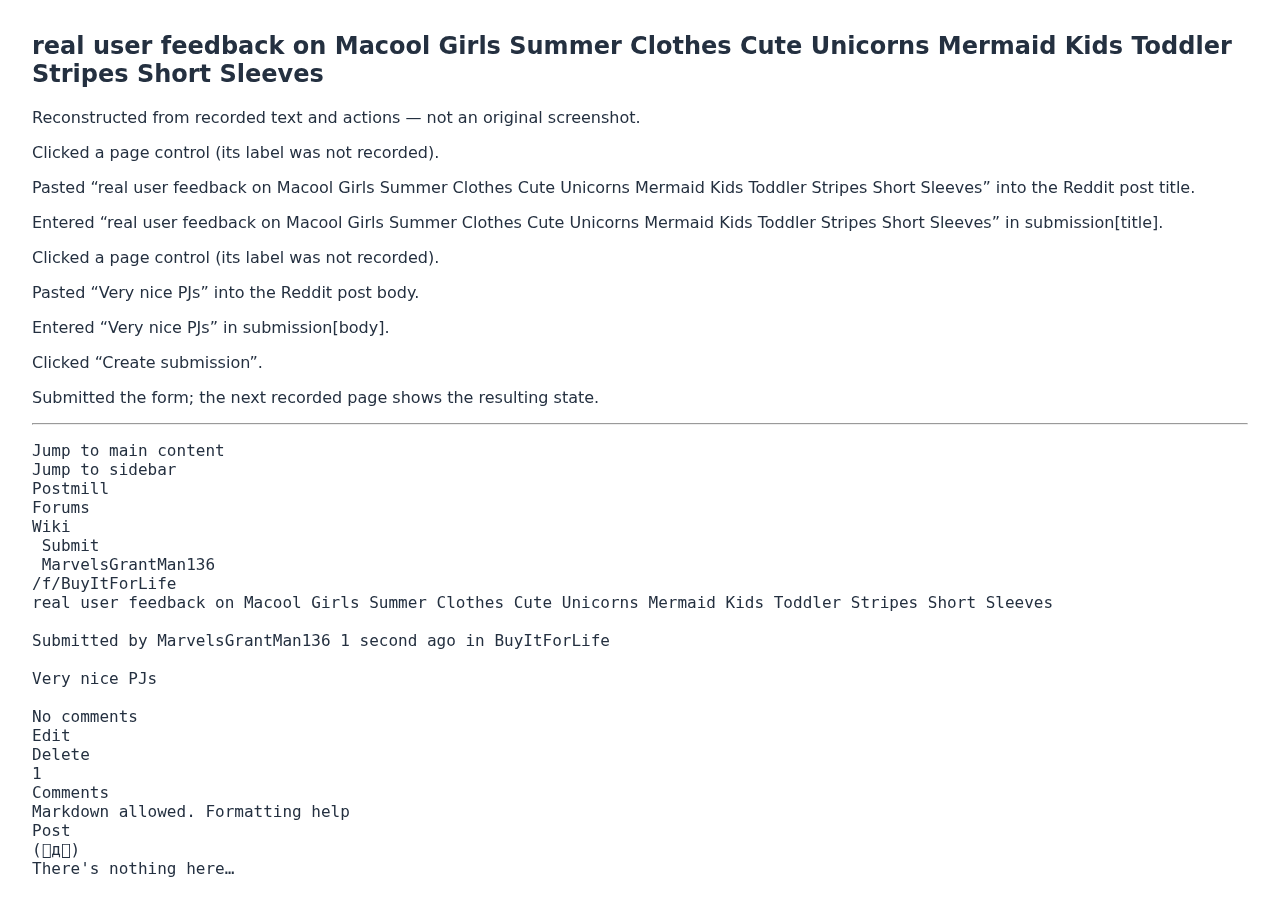 real user feedback on Macool Girls Summer Clothes Cute Unicorns Mermaid Kids Toddler
Stripes Short Sleeves
Reconstructed from recorded text and actions — not an original screenshot.
Clicked a page control (its label was not recorded).
Pasted “real user feedback on Macool Girls Summer Clothes Cute Unicorns Mermaid Kids Toddler Stripes Short Sleeves” into the Reddit post title.
Entered “real user feedback on Macool Girls Summer Clothes Cute Unicorns Mermaid Kids Toddler Stripes Short Sleeves” in submission[title].
Clicked a page control (its label was not recorded).
Pasted “Very nice PJs” into the Reddit post body.
Entered “Very nice PJs” in submission[body].
Clicked “Create submission”.
Submitted the form; the next recorded page shows the resulting state.
Jump to main content
Jump to sidebar
Postmill
Forums
Wiki
Submit
MarvelsGrantMan136
/f/BuyItForLife
real user feedback on Macool Girls Summer Clothes Cute Unicorns Mermaid Kids Toddler Stripes Short Sleeves
Submitted by MarvelsGrantMan136 1 second ago in BuyItForLife
Very nice PJs
No comments
Edit
Delete
1
Comments
Markdown allowed. Formatting help
Post
(д)
There's nothing here…